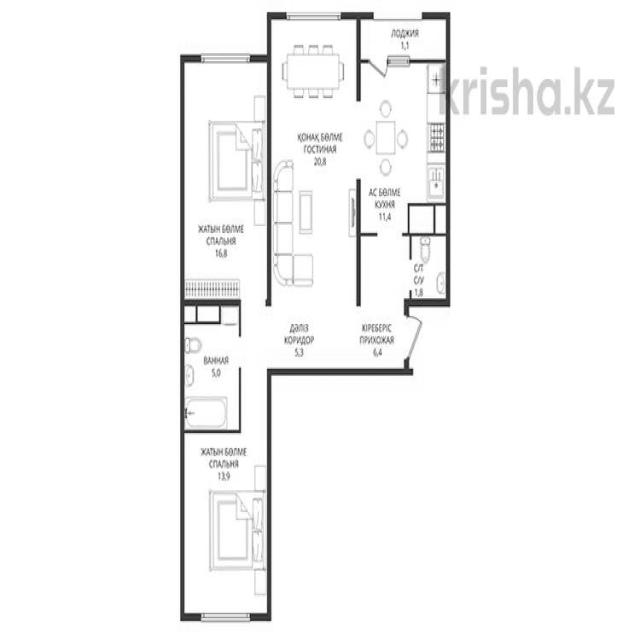 ЛОДЖИЯ
1,1
krisha.kz
ҚОНАҚ БӨЛМЕ
ГОСТИНАЯ
20,8
АС БӨЛМЕ
КУХНЯ
11,4
ЖАТЫН БӨЛМЕ
СПАЛЬНЯ
16,8
С/Т
С/У
1,8
ДӘЛІЗ
КОРИДОР
5,3
КІРЕБЕРІС
ПРИХОЖАЯ
6,4
ВАННАЯ
5,0
ЖАТЫН БӨЛМЕ
СПАЛЬНЯ
13,9